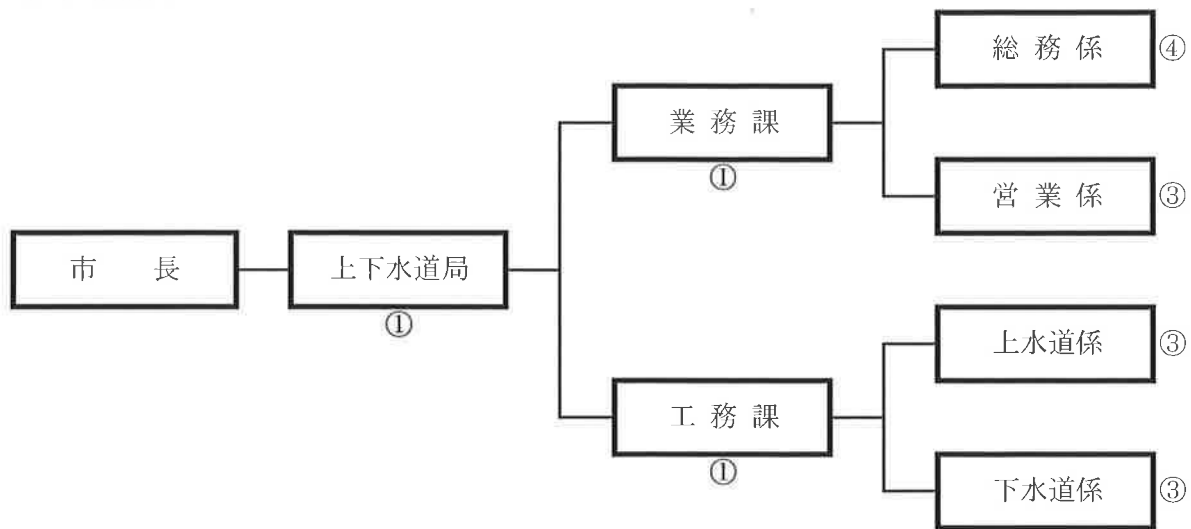 総務係 ④
業務課
①
営業係 ③
市長
上下水道局
①
上水道係 ③
工務課
①
下水道係 ③